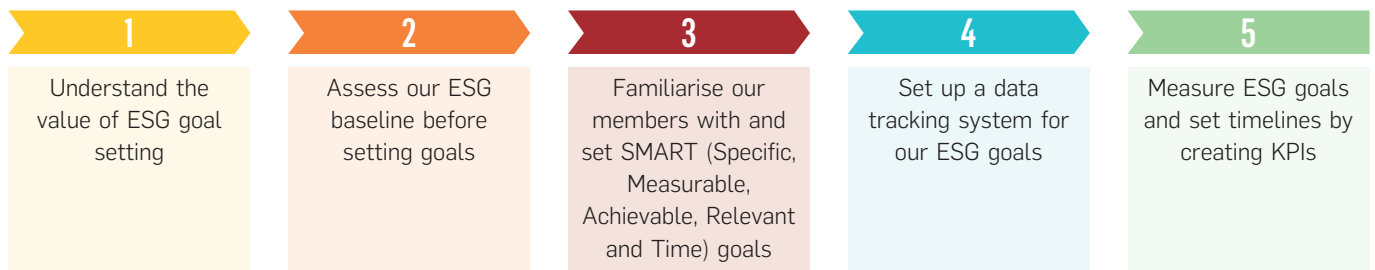 1
Understand the
value of ESG goal
setting
2
Assess our ESG
baseline before
setting goals
3
Familiarise our
members with and
set SMART (Specific,
Measurable,
Achievable, Relevant
and Time) goals
4
Set up a data
tracking system for
our ESG goals
5
Measure ESG goals
and set timelines by
creating KPIs